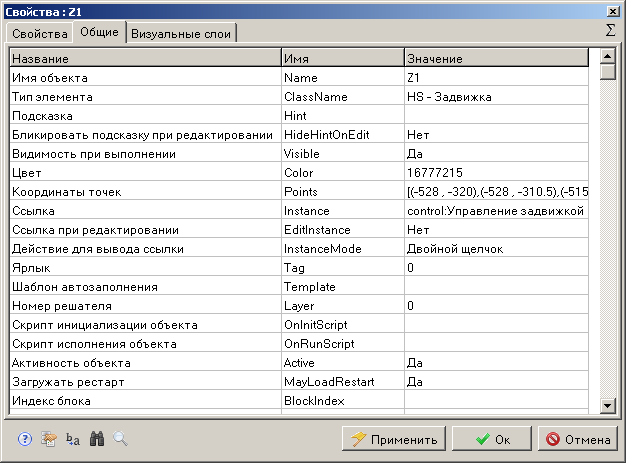 Свойства : Z1
Свойства Общие Визуальные слои Σ
Название Имя Значение
Имя объекта Name Z1
Тип элемента ClassName HS - Задвижка
Подсказка Hint
Бликировать подсказку при редактировании HideHintOnEdit Нет
Видимость при выполнении Visible Да
Цвет Color 16777215
Координаты точек Points [(-528 , -320),(-528 , -310.5),(-515
Ссылка Instance control:Управление задвижкой
Ссылка при редактировании EditInstance Нет
Действие для вывода ссылки InstanceMode Двойной щелчок
Ярлык Tag 0
Шаблон автозаполнения Template
Номер решателя Layer 0
Скрипт инициализации объекта OnInitScript
Скрипт исполнения объекта OnRunScript
Активность объекта Active Да
Загружать рестарт MayLoadRestart Да
Индекс блока BlockIndex
Применить Ок Отмена